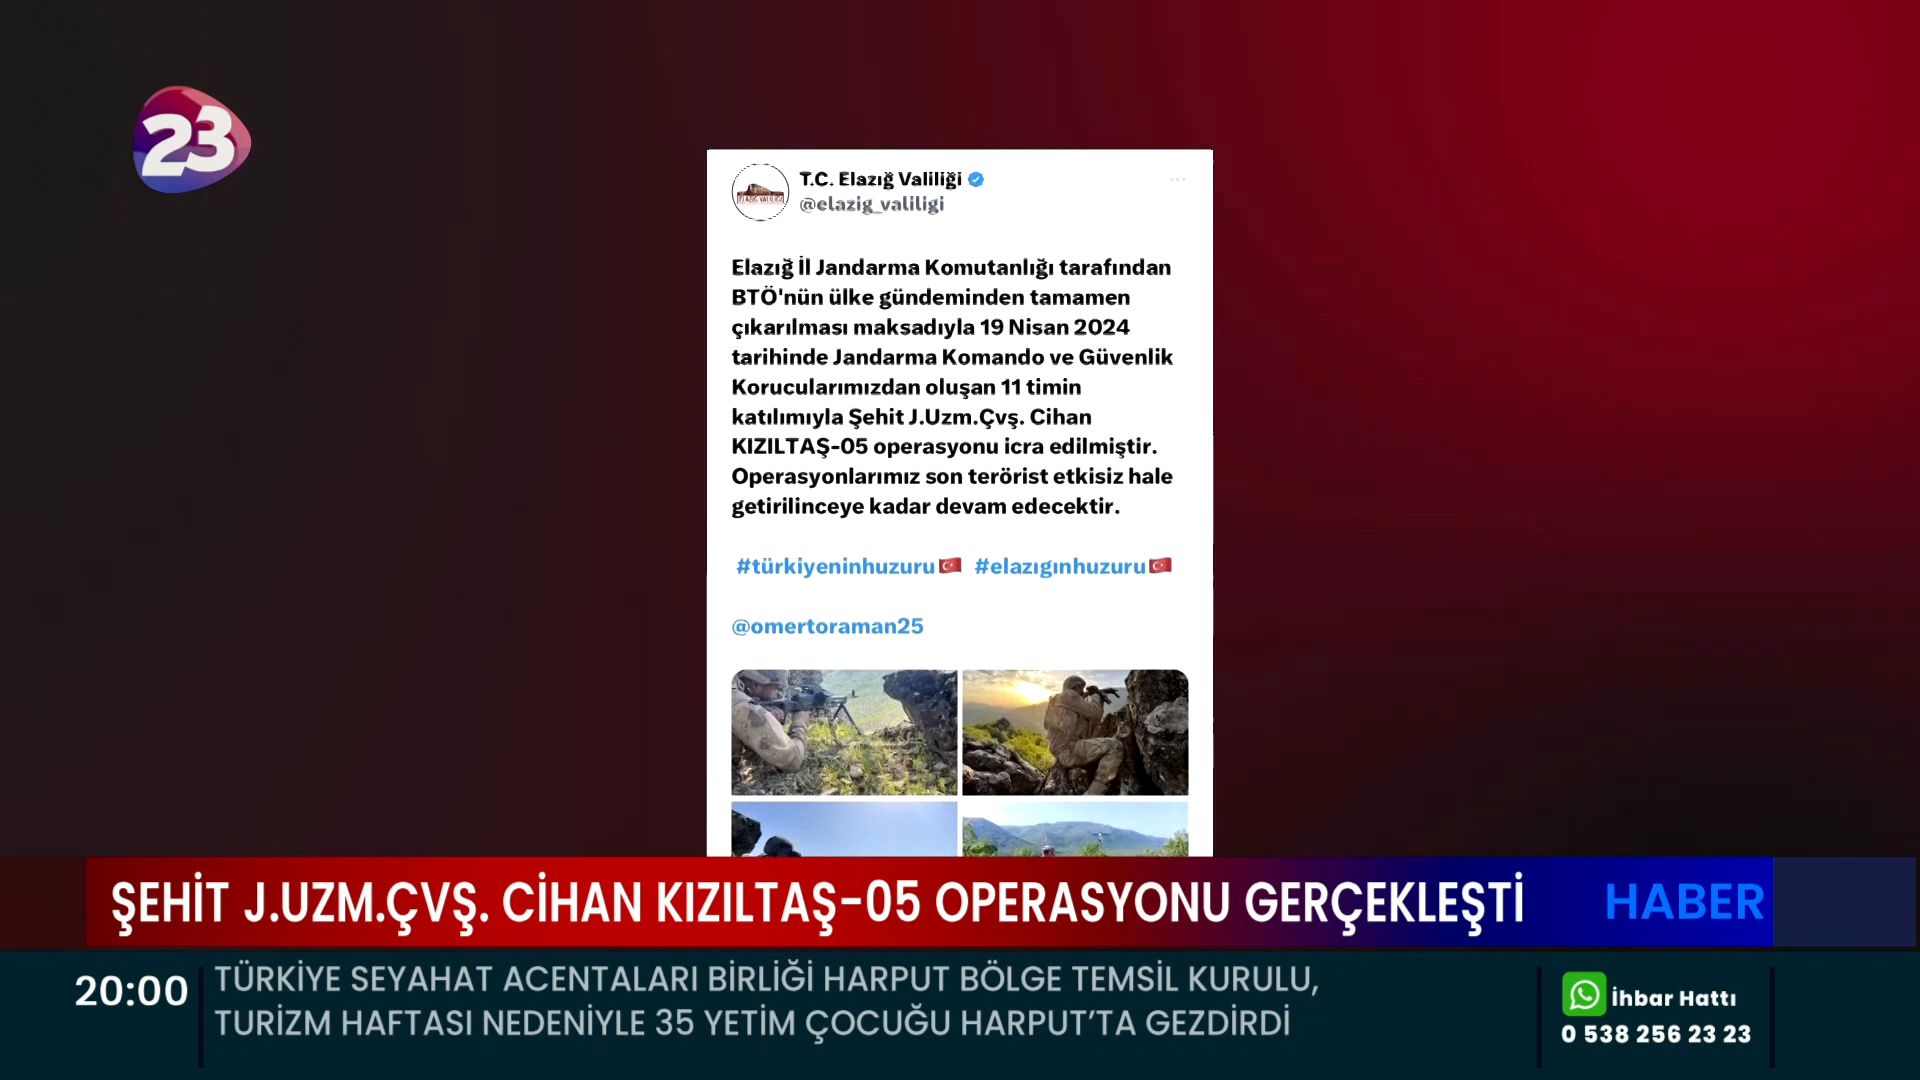 23
T.C. Elazığ Valiliği
@elazig_valiligi
Elazığ İl Jandarma Komutanlığı tarafından
BTÖ'nün ülke gündeminden tamamen
çıkarılması maksadıyla 19 Nisan 2024
tarihinde Jandarma Komando ve Güvenlik
Korucularımızdan oluşan 11 timin
katılımıyla Şehit J.Uzm.Çvş. Cihan
KIZILTAŞ-05 operasyonu icra edilmiştir.
Operasyonlarımız son terörist etkisiz hale
getirilinceye kadar devam edecektir.
#türkiyeninhuzuru🇹🇷 #elazıgınhuzuru🇹🇷
@omertoraman25
ŞEHİT J.UZM.ÇVŞ. CİHAN KIZILTAŞ-05 OPERASYONU GERÇEKLEŞTİ
HABER
20:00
TÜRKİYE SEYAHAT ACENTALARI BİRLİĞİ HARPUT BÖLGE TEMSİL KURULU,
TURİZM HAFTASI NEDENİYLE 35 YETİM ÇOCUĞU HARPUT'TA GEZDİRDİ
İhbar Hattı
0 538 256 23 23